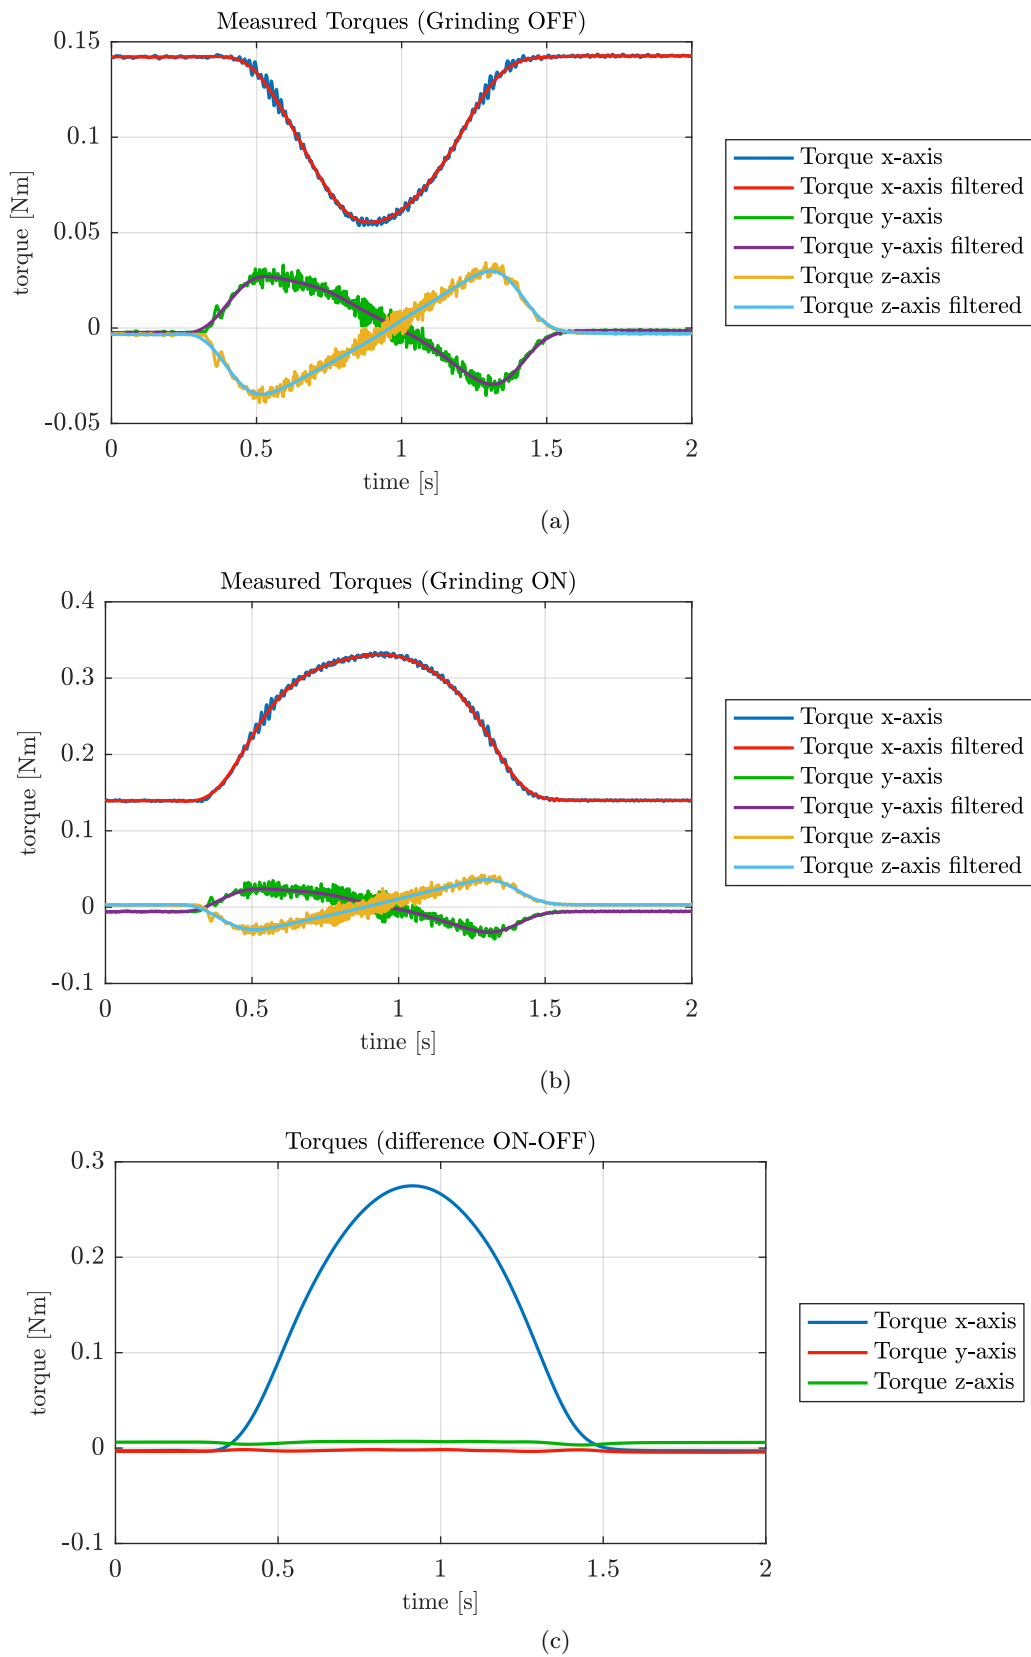 Measured Torques (Grinding OFF)
0.15
0.1
0.05
0
-0.05
torque [Nm]
0 0.5 1 1.5 2
time [s]
Torque x-axis
Torque x-axis filtered
Torque y-axis
Torque y-axis filtered
Torque z-axis
Torque z-axis filtered
(a)
Measured Torques (Grinding ON)
0.4
0.3
0.2
0.1
0
-0.1
torque [Nm]
0 0.5 1 1.5 2
time [s]
Torque x-axis
Torque x-axis filtered
Torque y-axis
Torque y-axis filtered
Torque z-axis
Torque z-axis filtered
(b)
Torques (difference ON-OFF)
0.3
0.2
0.1
0
-0.1
torque [Nm]
0 0.5 1 1.5 2
time [s]
Torque x-axis
Torque y-axis
Torque z-axis
(c)